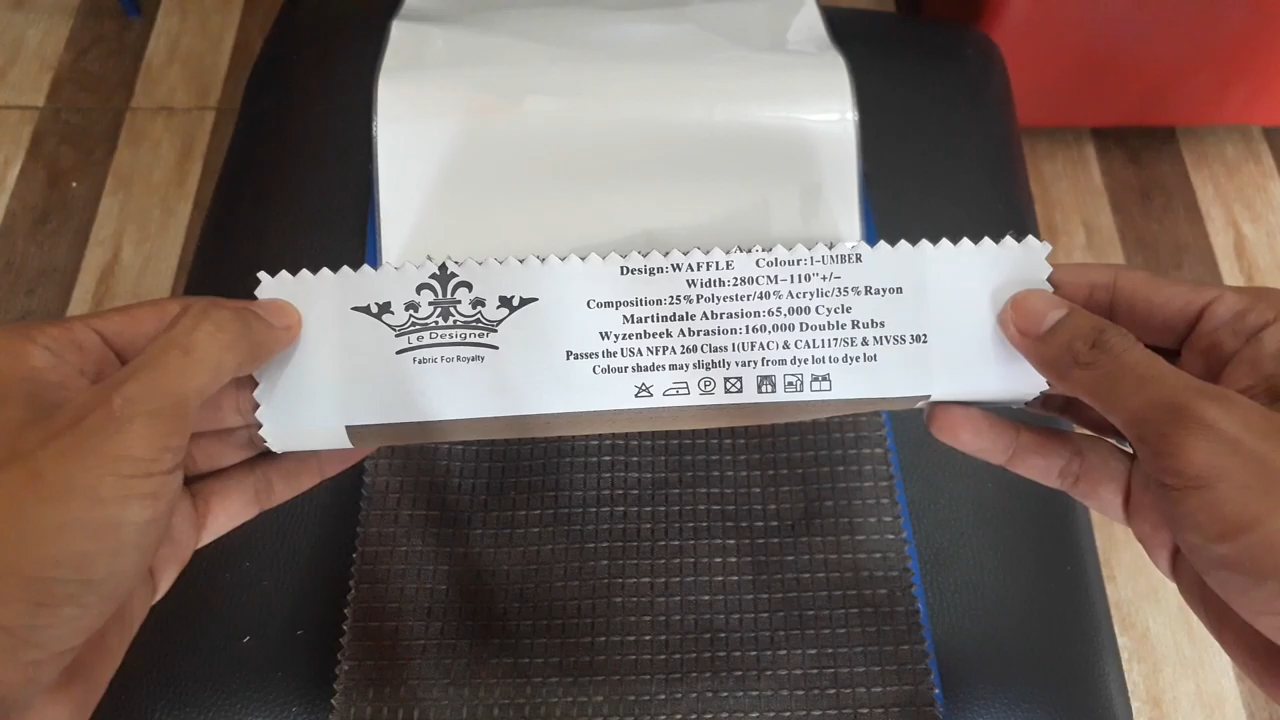 Le Designer
Fabric For Royalty
Design:WAFFLE Colour:1-UMBER
Width:280CM-110"+/-
Composition:25%Polyester/40%Acrylic/35%Rayon
Martindale Abrasion:65,000 Cycle
Wyzenbeek Abrasion:160,000 Double Rubs
Passes the USA NFPA 260 Class 1(UFAC) & CAL117/SE & MVSS 302
Colour shades may slightly vary from dye lot to dye lot
P